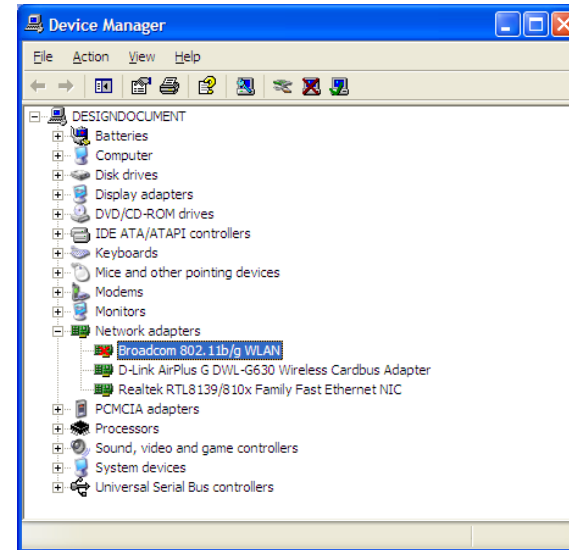 Device Manager
File Action View Help
DESIGNDOCUMENT
Batteries
Computer
Disk drives
Display adapters
DVD/CD-ROM drives
IDE ATA/ATAPI controllers
Keyboards
Mice and other pointing devices
Modems
Monitors
Network adapters
Broadcom 802.11b/g WLAN
D-Link AirPlus G DWL-G630 Wireless Cardbus Adapter
Realtek RTL8139/810x Family Fast Ethernet NIC
PCMCIA adapters
Processors
Sound, video and game controllers
System devices
Universal Serial Bus controllers